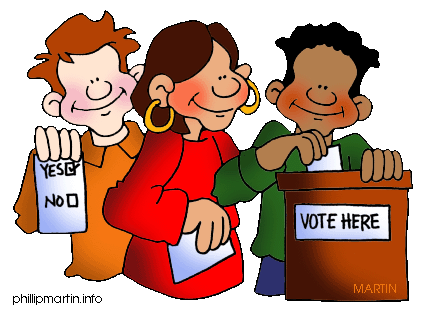 YES
NO
VOTE HERE
MARTIN
phillipmartin.info